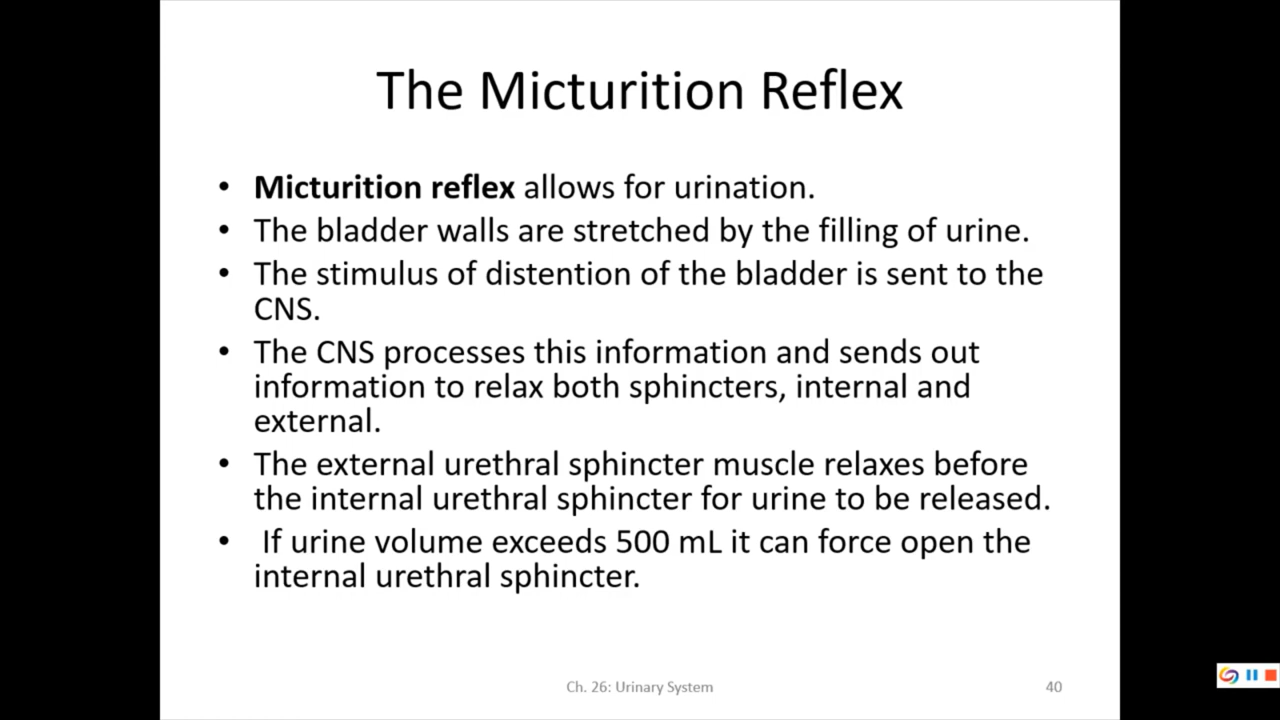 The Micturition Reflex
• Micturition reflex allows for urination.
• The bladder walls are stretched by the filling of urine.
• The stimulus of distention of the bladder is sent to the
CNS.
• The CNS processes this information and sends out
information to relax both sphincters, internal and
external.
• The external urethral sphincter muscle relaxes before
the internal urethral sphincter for urine to be released.
• If urine volume exceeds 500 mL it can force open the
internal urethral sphincter.
Ch. 26: Urinary System
40